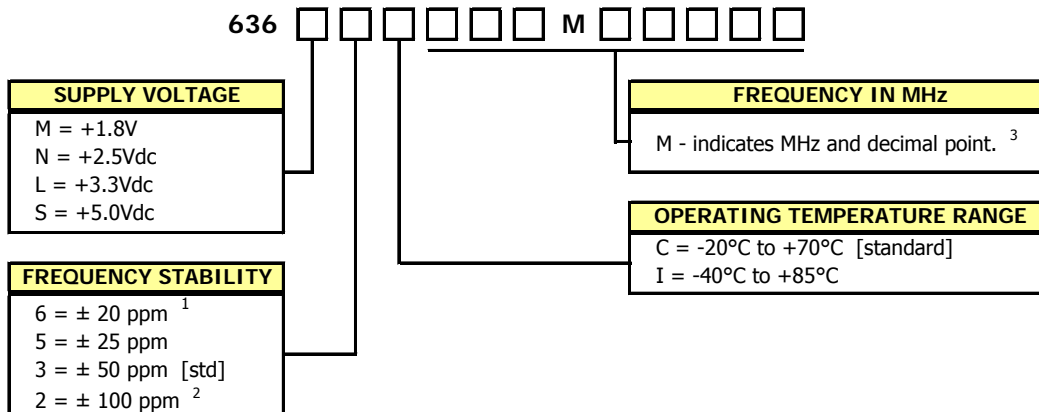 636 M
SUPPLY VOLTAGE
M = +1.8V
N = +2.5Vdc
L = +3.3Vdc
S = +5.0Vdc
FREQUENCY STABILITY
6 = ± 20 ppm 1
5 = ± 25 ppm
3 = ± 50 ppm [std]
2 = ± 100 ppm 2
FREQUENCY IN MHz
M - indicates MHz and decimal point. 3
OPERATING TEMPERATURE RANGE
C = -20°C to +70°C [standard]
I = -40°C to +85°C